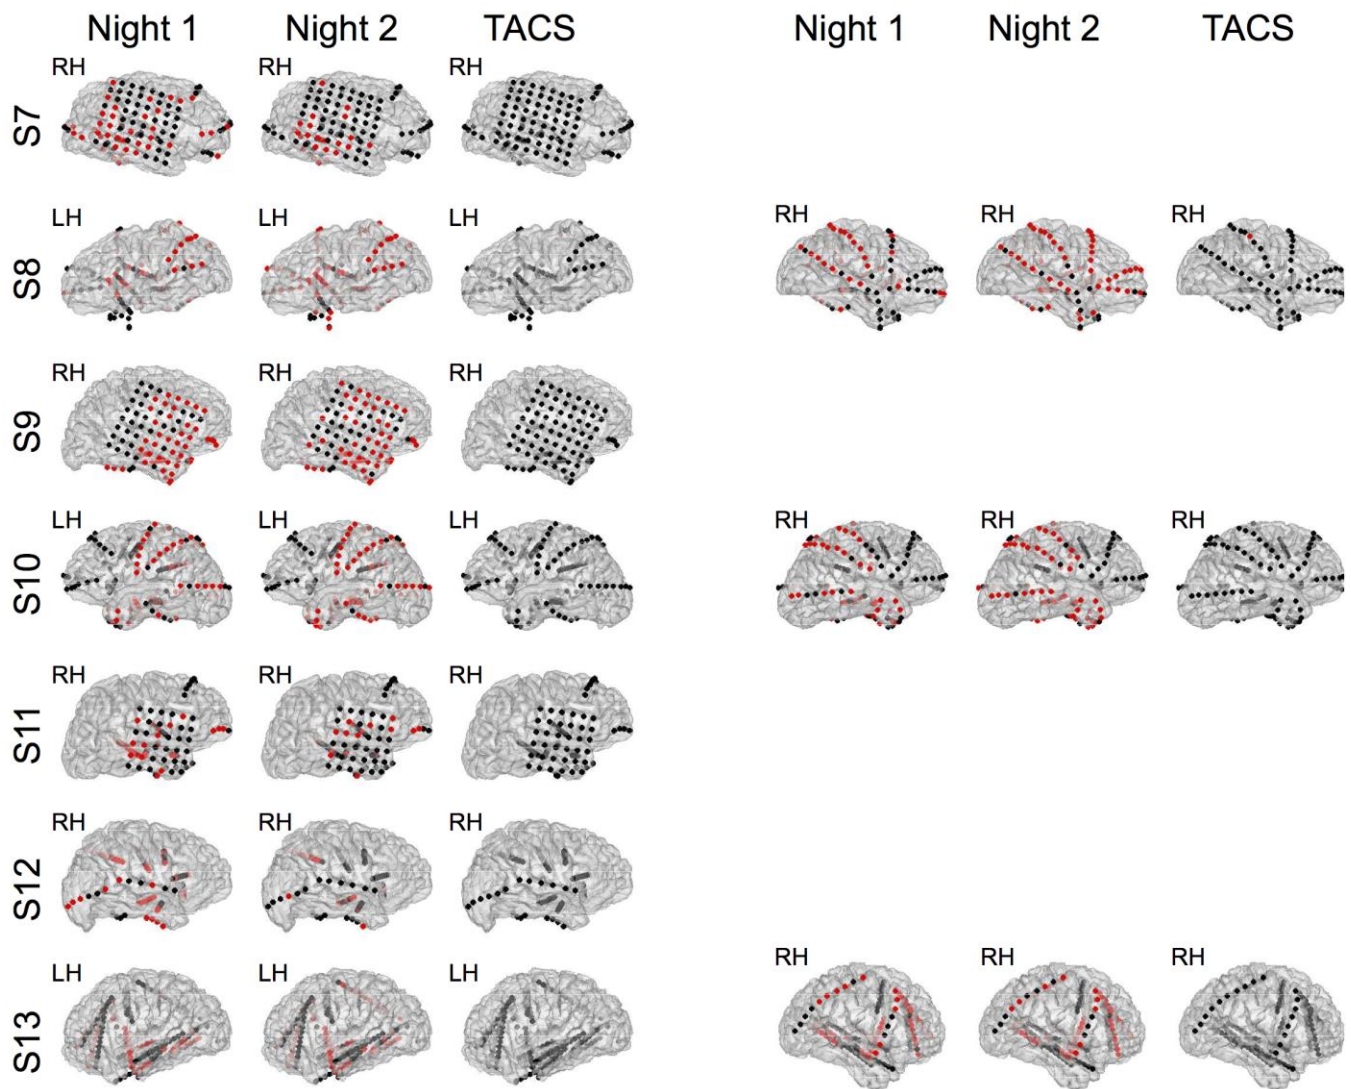 Night 1 Night 2 TACS Night 1 Night 2 TACS
S7 RH RH RH
S8 LH LH LH RH RH RH
S9 RH RH RH
S10 LH LH LH RH RH RH
S11 RH RH RH
S12 RH RH RH
S13 LH LH LH RH RH RH